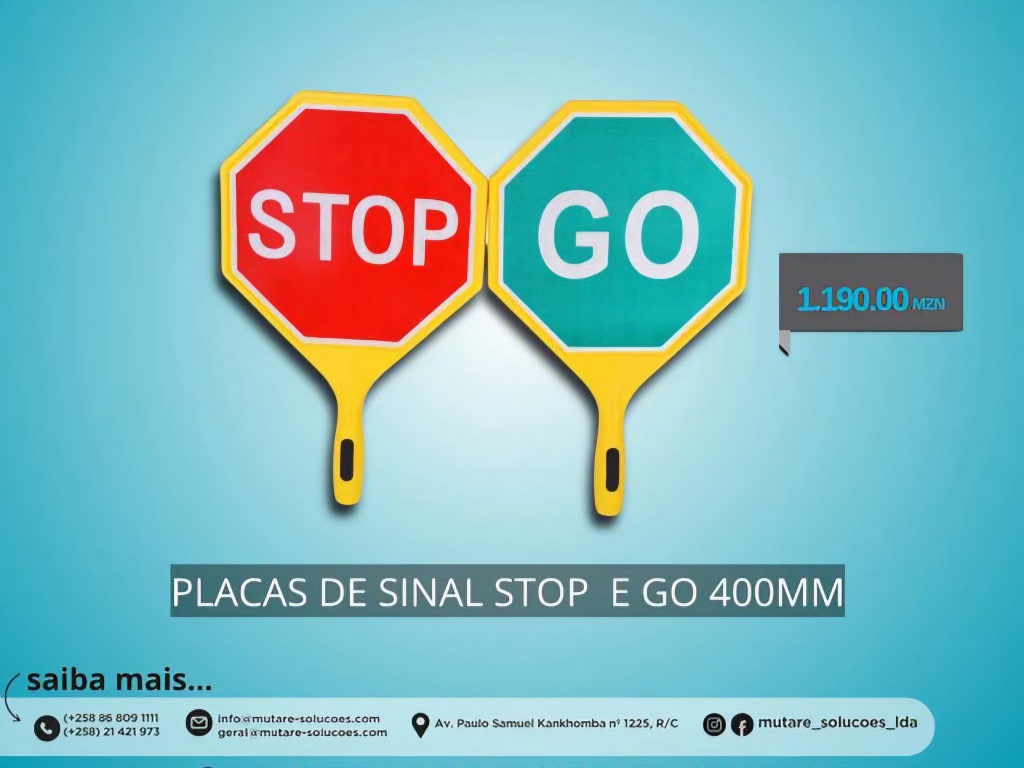 STOP
GO
1.190.00 MZN
PLACAS DE SINAL STOP E GO 400MM
saiba mais...
(+258 86 809 1111
(+258) 21 421 973
info@mutare-solucoes.com
geral@mutare-solucoes.com
Av. Paulo Samuel Kankhomba nº 1225, R/C
mutare_solucoes_lda